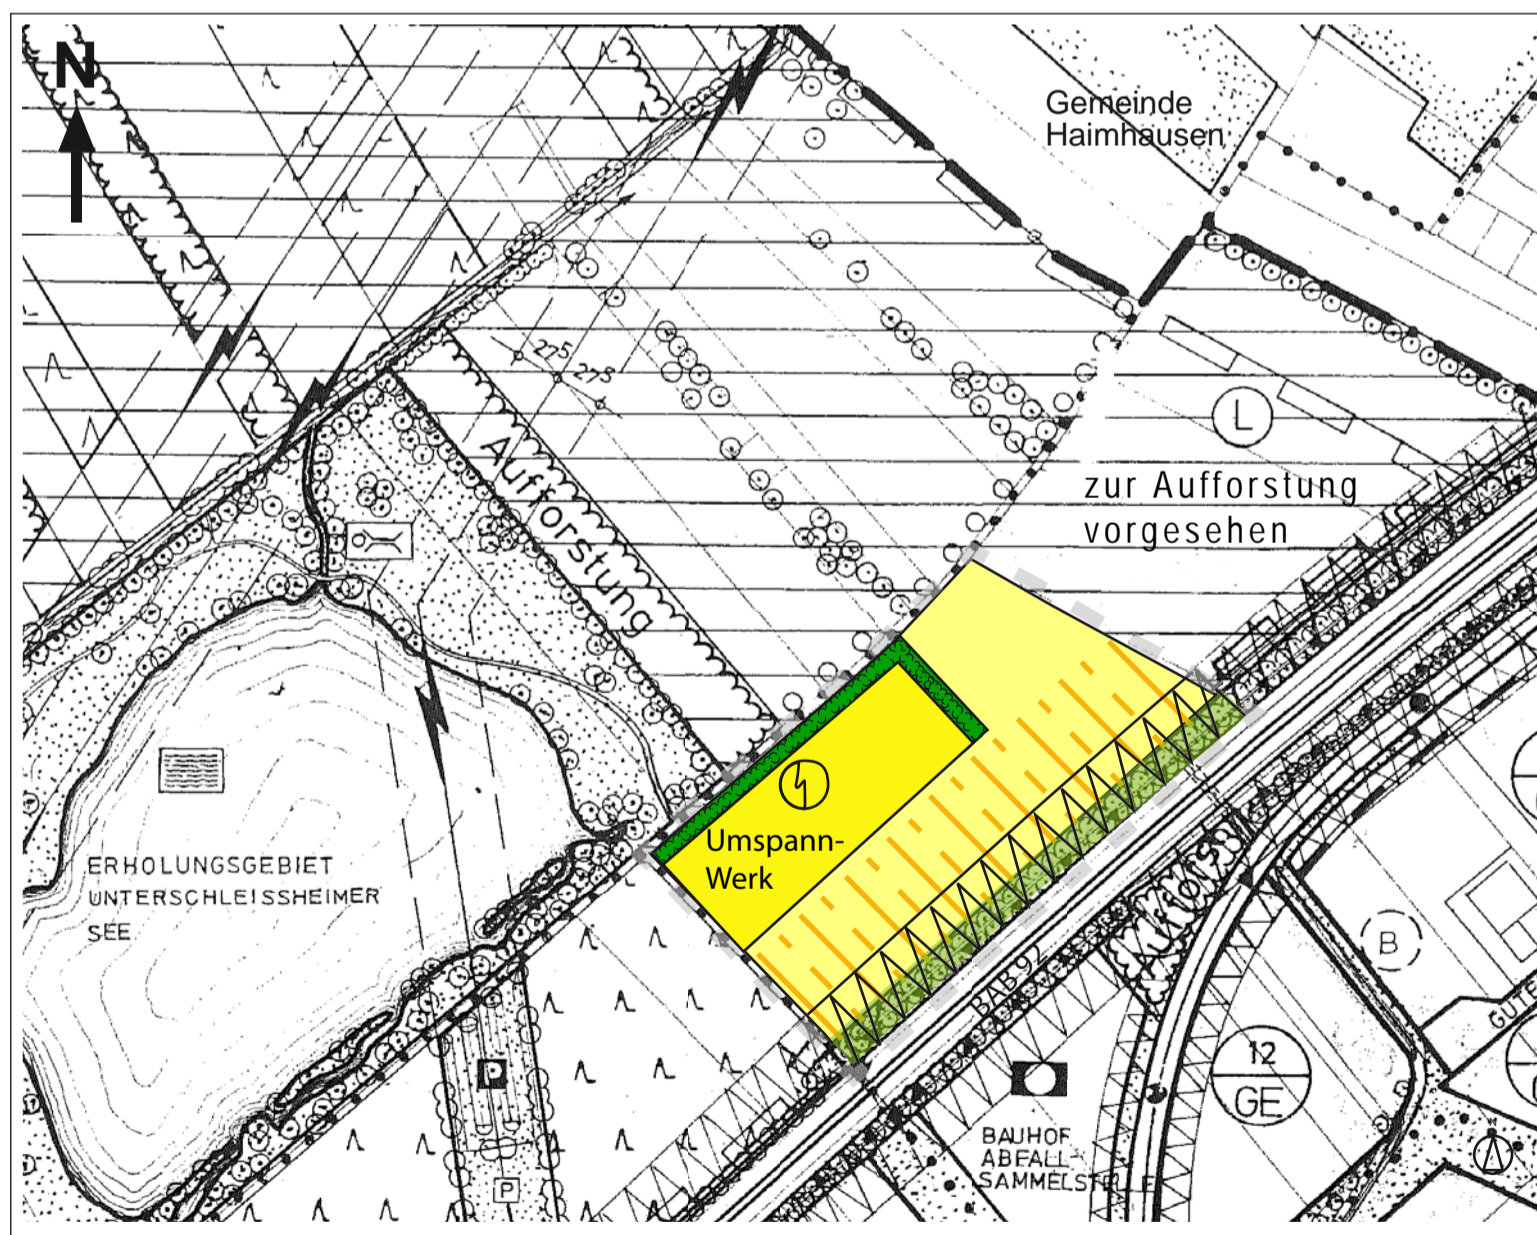 N
Gemeinde
Haimhausen
27⁵
27⁵
L
Aufforstung
zur Aufforstung
vorgesehen
Umspann-
Werk
ERHOLUNGSGEBIET
UNTERSCHLEISSHEIMER
SEE
BAB 92
B
P
12
GE
BAUHOF
ABFALL-
SAMMELSTELLE
P